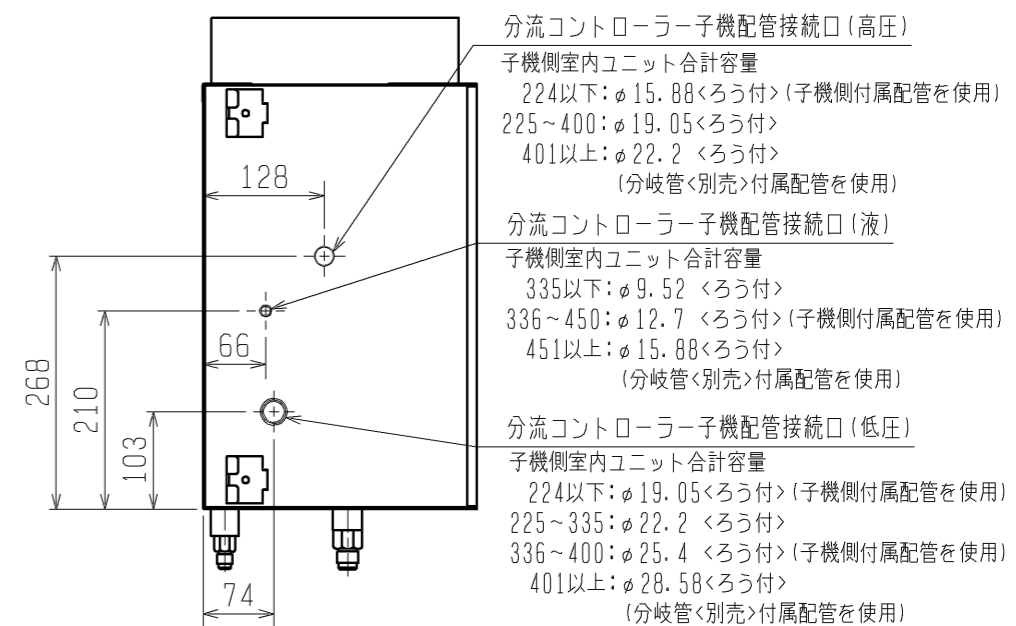 分流コントローラー子機配管接続口(高圧)
子機側室内ユニット合計容量
224以下:φ15.88<ろう付>(子機側付属配管を使用)
225~400:φ19.05<ろう付>
401以上:φ22.2 <ろう付>
(分岐管<別売>付属配管を使用)
128
分流コントローラー子機配管接続口(液)
子機側室内ユニット合計容量
335以下:φ9.52 <ろう付>
336~450:φ12.7 <ろう付>(子機側付属配管を使用)
451以上:φ15.88<ろう付>
(分岐管<別売>付属配管を使用)
66
268
210
103
分流コントローラー子機配管接続口(低圧)
子機側室内ユニット合計容量
224以下:φ19.05<ろう付>(子機側付属配管を使用)
225~335:φ22.2 <ろう付>
336~400:φ25.4 <ろう付>(子機側付属配管を使用)
401以上:φ28.58<ろう付>
(分岐管<別売>付属配管を使用)
74